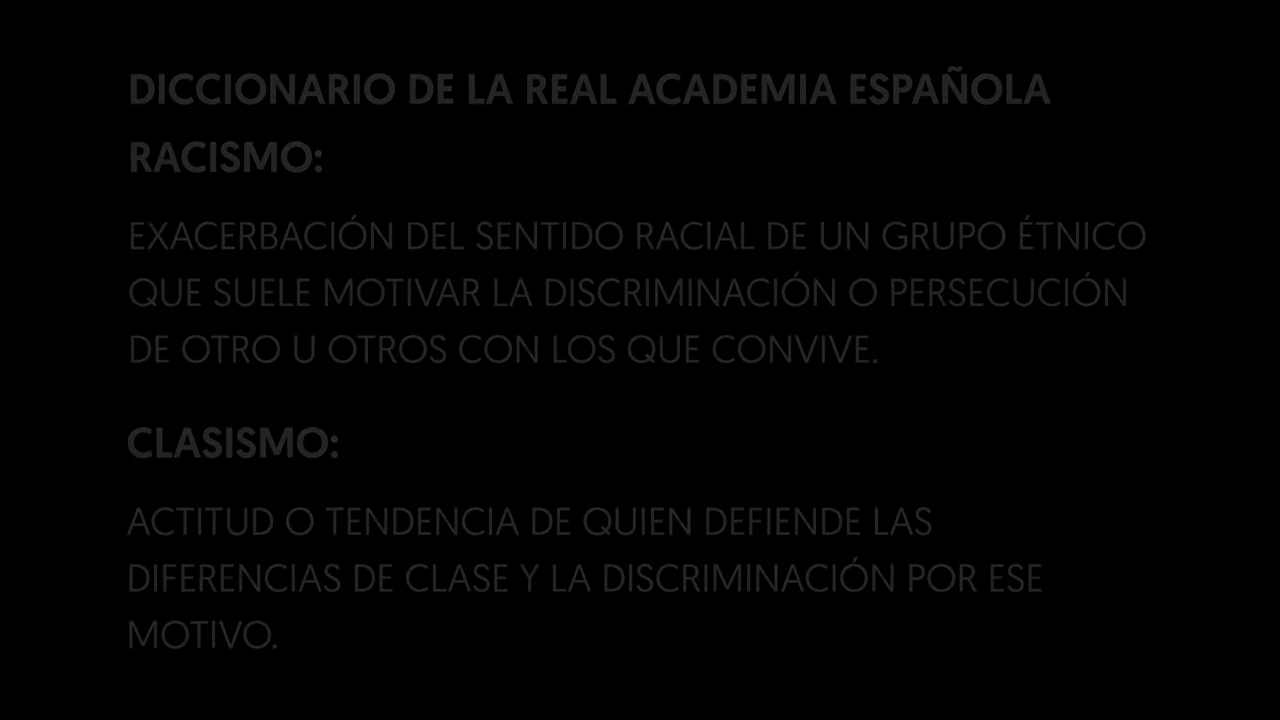 DICCIONARIO DE LA REAL ACADEMIA ESPAÑOLA
RACISMO:
EXACERBACIÓN DEL SENTIDO RACIAL DE UN GRUPO ÉTNICO
QUE SUELE MOTIVAR LA DISCRIMINACIÓN O PERSECUCIÓN
DE OTRO U OTROS CON LOS QUE CONVIVE.
CLASISMO:
ACTITUD O TENDENCIA DE QUIEN DEFIENDE LAS
DIFERENCIAS DE CLASE Y LA DISCRIMINACIÓN POR ESE
MOTIVO.